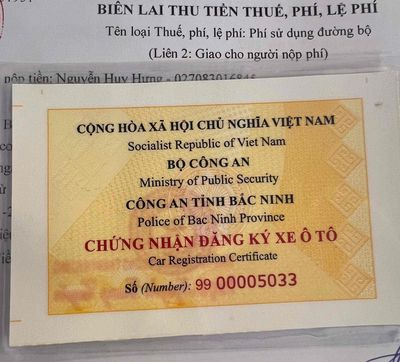 BIÊN LAI THU TIỀN THUẾ, PHÍ, LỆ PHÍ
Tên loại Thuế, phí, lệ phí: Phí sử dụng đường bộ
(Liên 2: Giao cho người nộp phí)
nộp tiền: Nguyễn Huy Hưng - 027083016845
CỘNG HÒA XÃ HỘI CHỦ NGHĨA VIỆT NAM
Socialist Republic of Viet Nam
BỘ CÔNG AN
Ministry of Public Security
CÔNG AN TỈNH BẮC NINH
Police of Bac Ninh Province
CHỨNG NHẬN ĐĂNG KÝ XE Ô TÔ
Car Registration Certificate
Số (Number): 99 00005033